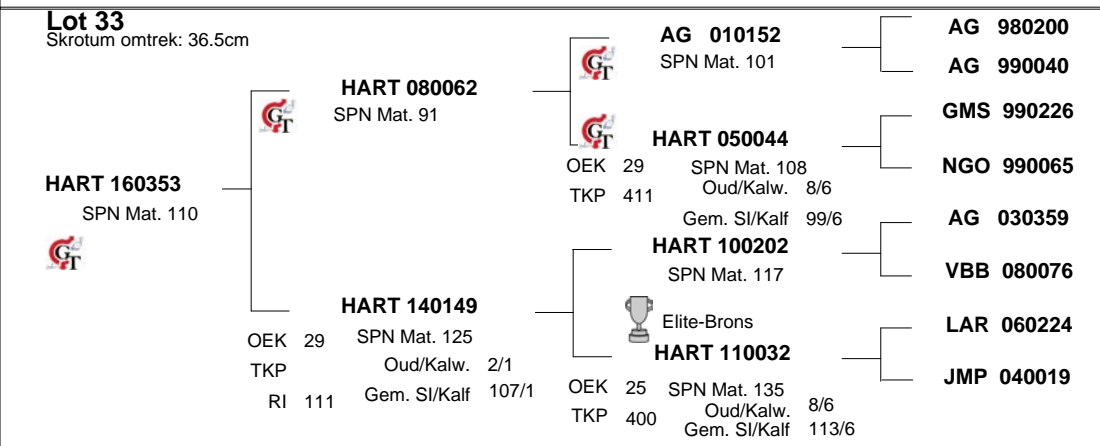 Lot 33
Skrotum omtrek: 36.5cm
HART 160353
SPN Mat. 110
GT
HART 080062
SPN Mat. 91
GT
HART 140149
OEK 29 SPN Mat. 125
TKP Oud/Kalw. 2/1
RI 111 Gem. SI/Kalf 107/1
AG 010152
SPN Mat. 101
GT
GT
HART 050044
OEK 29 SPN Mat. 108
TKP 411 Oud/Kalw. 8/6
Gem. SI/Kalf 99/6
HART 100202
SPN Mat. 117
Elite-Brons
HART 110032
OEK 25 SPN Mat. 135
TKP 400 Oud/Kalw. 8/6
Gem. SI/Kalf 113/6
AG 980200
AG 990040
GMS 990226
NGO 990065
AG 030359
VBB 080076
LAR 060224
JMP 040019